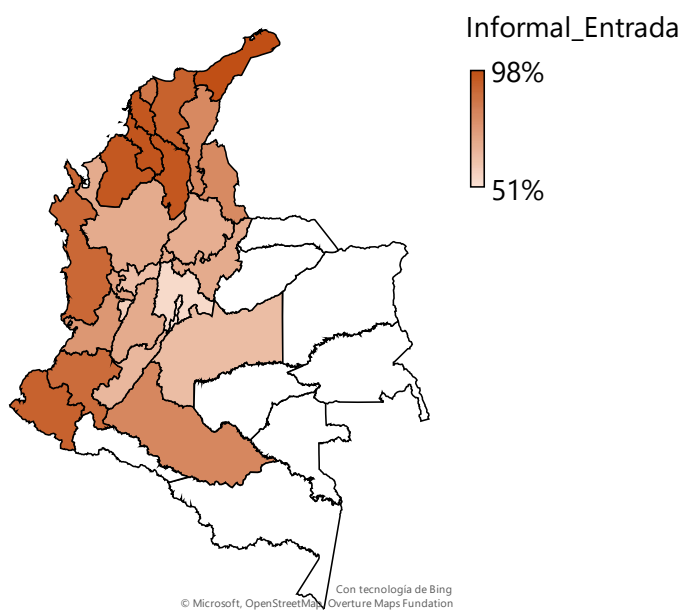 Informal_Entrada
98%
51%
Con tecnología de Bing
© Microsoft, OpenStreetMap, Overture Maps Fundation